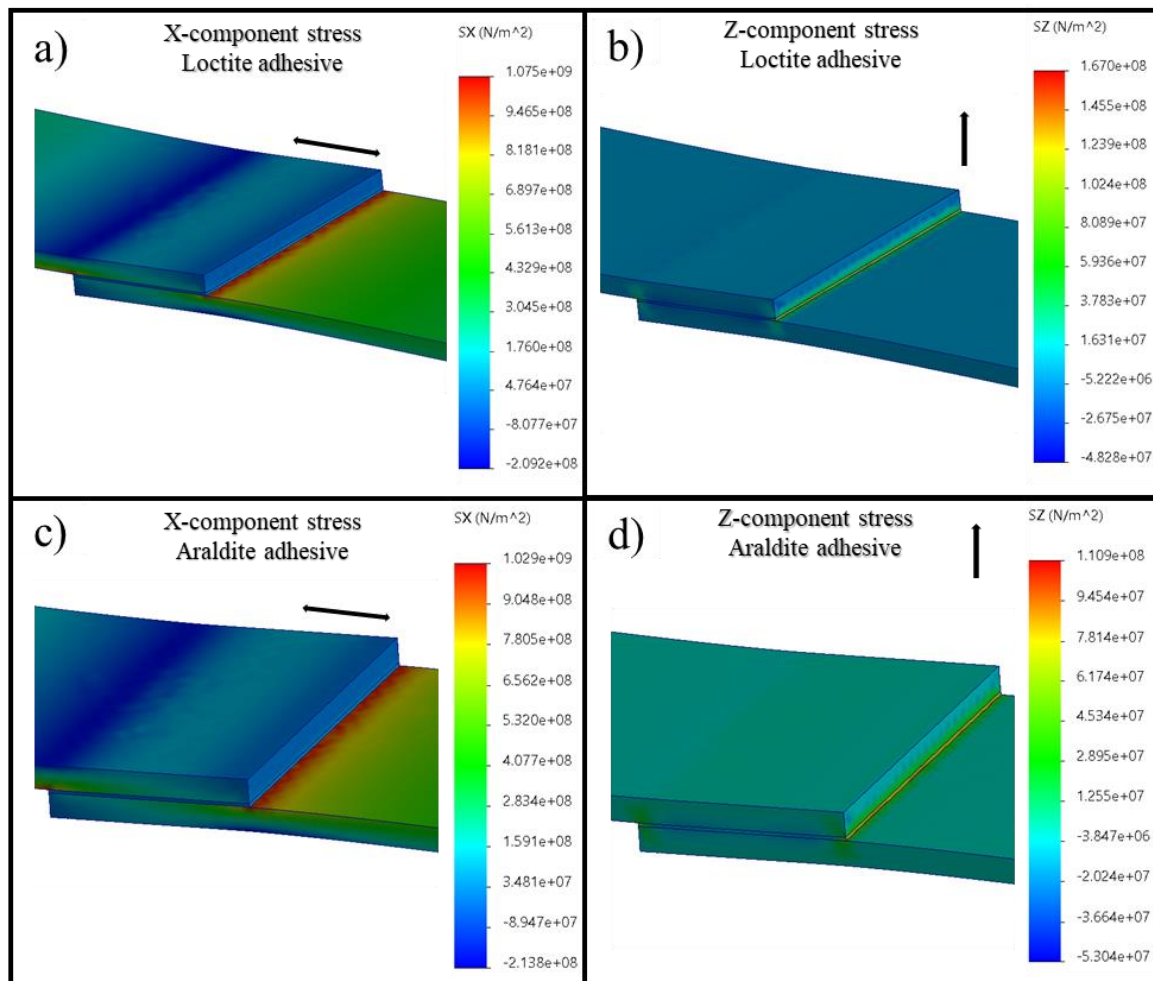 a)
X-component stress
Loctite adhesive
SX (N/m^2)
1.075e+09
9.465e+08
8.181e+08
6.897e+08
5.613e+08
4.329e+08
3.045e+08
1.760e+08
4.764e+07
-8.077e+07
-2.092e+08
b)
Z-component stress
Loctite adhesive
SZ (N/m^2)
1.670e+08
1.455e+08
1.239e+08
1.024e+08
8.089e+07
5.936e+07
3.783e+07
1.631e+07
-5.222e+06
-2.675e+07
-4.828e+07
c)
X-component stress
Araldite adhesive
SX (N/m^2)
1.029e+09
9.048e+08
7.805e+08
6.562e+08
5.320e+08
4.077e+08
2.834e+08
1.591e+08
3.481e+07
-8.947e+07
-2.138e+08
d)
Z-component stress
Araldite adhesive
SZ (N/m^2)
1.109e+08
9.454e+07
7.814e+07
6.174e+07
4.534e+07
2.895e+07
1.255e+07
-3.847e+06
-2.024e+07
-3.664e+07
-5.304e+07